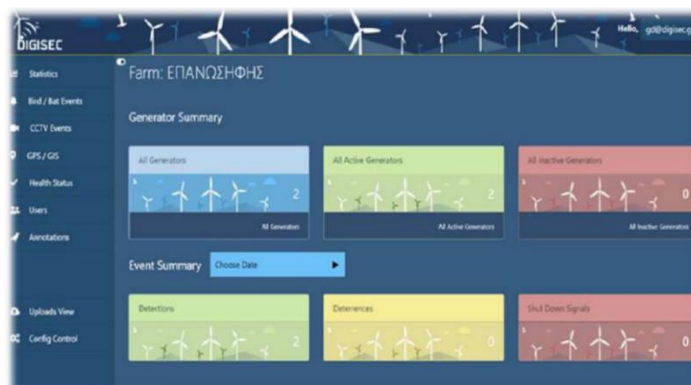 DIGISEC
Hello, gd@digisec.g
Statistics
Bird / Bat Events
CCTV Events
GPS / GIS
Health Status
Users
Annotations
Uploads View
Config Control
Farm: ΕΠΑΝΩΣΗΦΗΣ
Generator Summary
All Generators
2
All Generators
All Active Generators
2
All Active Generators
All Inactive Generators
0
All Inactive Generators
Event Summary
Choose Date
Detections
2
Deterrences
0
Shut Down Signals
0